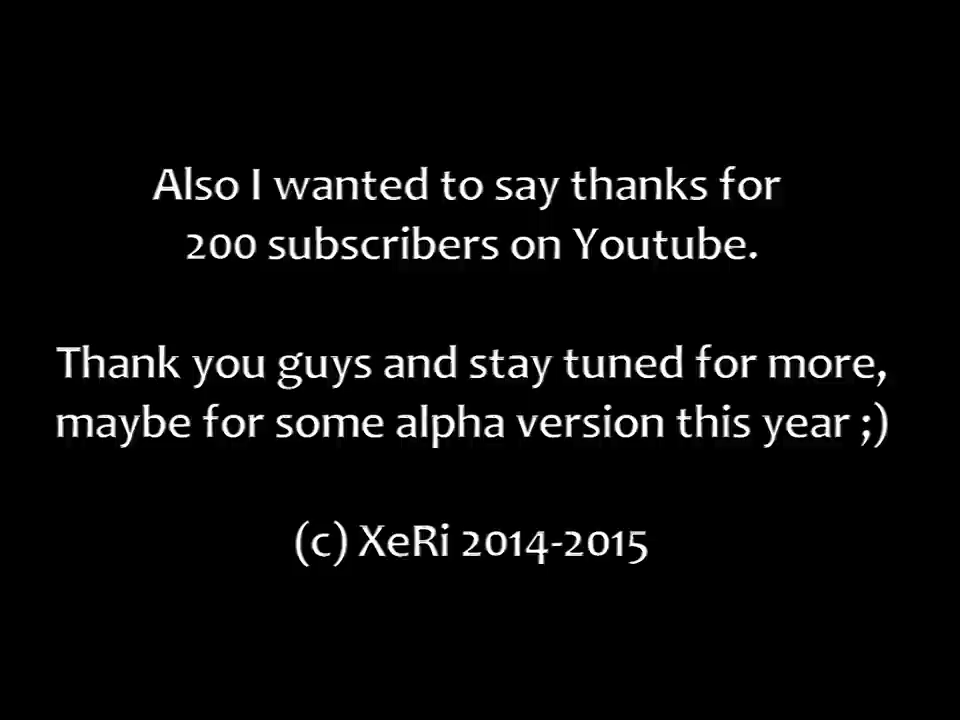 Also I wanted to say thanks for
200 subscribers on Youtube.
Thank you guys and stay tuned for more,
maybe for some alpha version this year ;)
(c) XeRi 2014-2015